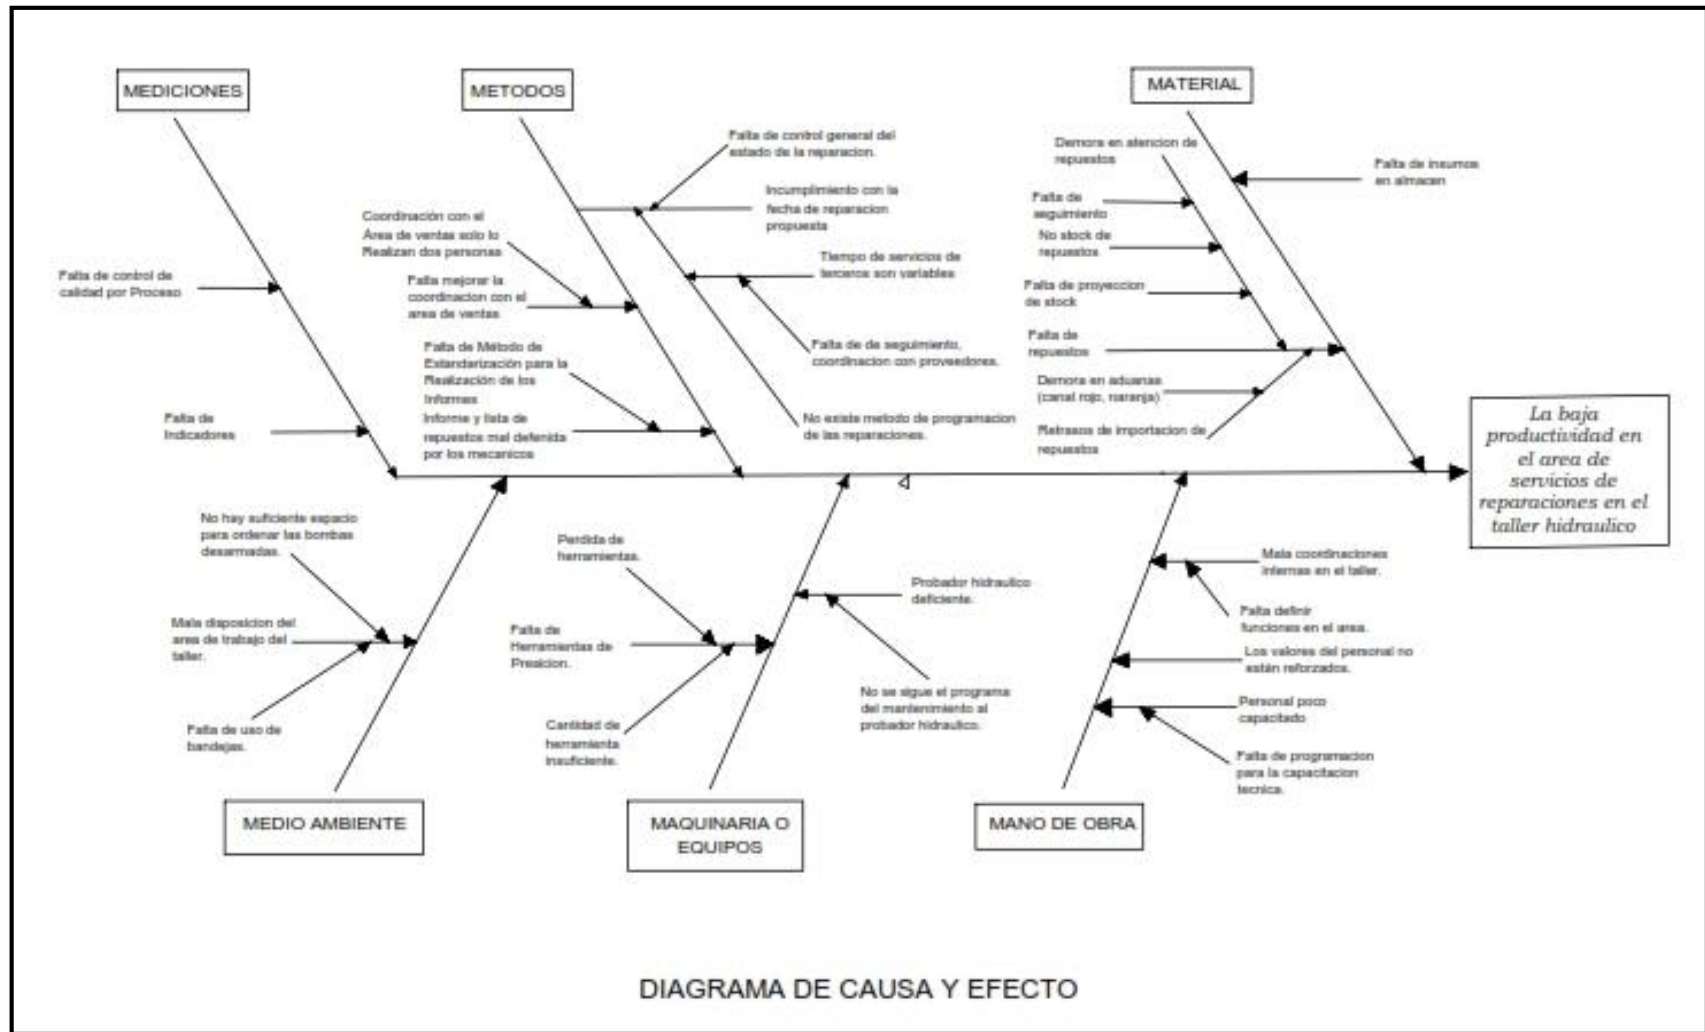 MEDICIONES
METODOS
MATERIAL
Falta de control general del
estado de la reparacion.
Demora en atencion de
repuestos
Falta de insumos
en almacen
Incumplimiento con la
fecha de reparacion
propuesta
Falta de
seguimiento
Coordinación con el
Área de ventas solo lo
Realizan dos personas
No stock de
repuestos
Tiempo de servicios de
terceros son variables
Falta de control de
calidad por Proceso
Falta mejorar la
coordinacion con el
area de ventas
Falta de proyeccion
de stock
Falta de Método de
Estandarización para la
Realización de los
Informes
Falta de de seguimiento,
coordinacion con proveedores.
Falta de
repuestos
Demora en aduanas
(canal rojo, naranja)
Falta de
Indicadores
Informe y lista de
repuestos mal defenida
por los mecanicos
No existe metodo de programacion
de las reparaciones.
Retrasos de importacion de
repuestos
La baja
productividad en
el area de
servicios de
reparaciones en el
taller hidraulico
No hay suficiente espacio
para ordenar las bombas
desarmadas.
Perdida de
herramientas.
Mala coordinaciones
internas en el taller.
Probador hidraulico
deficiente.
Falta definir
funciones en el area.
Mala disposicion del
area de trabajo del
taller.
Falta de
Herramientas de
Presicion.
Los valores del personal no
están reforzados.
No se sigue el programa
del mantenimiento al
probador hidraulico.
Personal poco
capacitado
Falta de uso de
bandejas.
Cantidad de
herramienta
insuficiente.
Falta de programacion
para la capacitacion
tecnica.
MEDIO AMBIENTE
MAQUINARIA O
EQUIPOS
MANO DE OBRA
DIAGRAMA DE CAUSA Y EFECTO